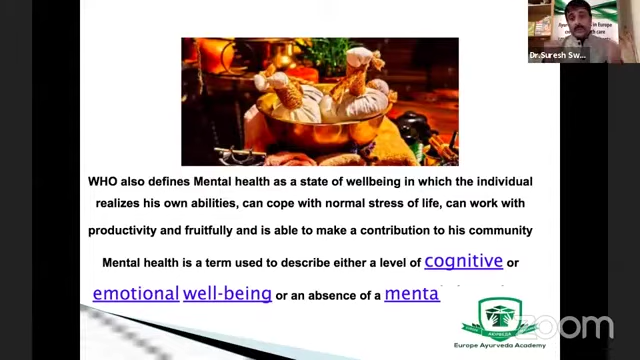 Dr.Suresh Sw...
WHO also defines Mental health as a state of wellbeing in which the individual
realizes his own abilities, can cope with normal stress of life, can work with
productivity and fruitfully and is able to make a contribution to his community
Mental health is a term used to describe either a level of cognitive or
emotional well-being or an absence of a menta
zoom
Europe Ayurveda Academy